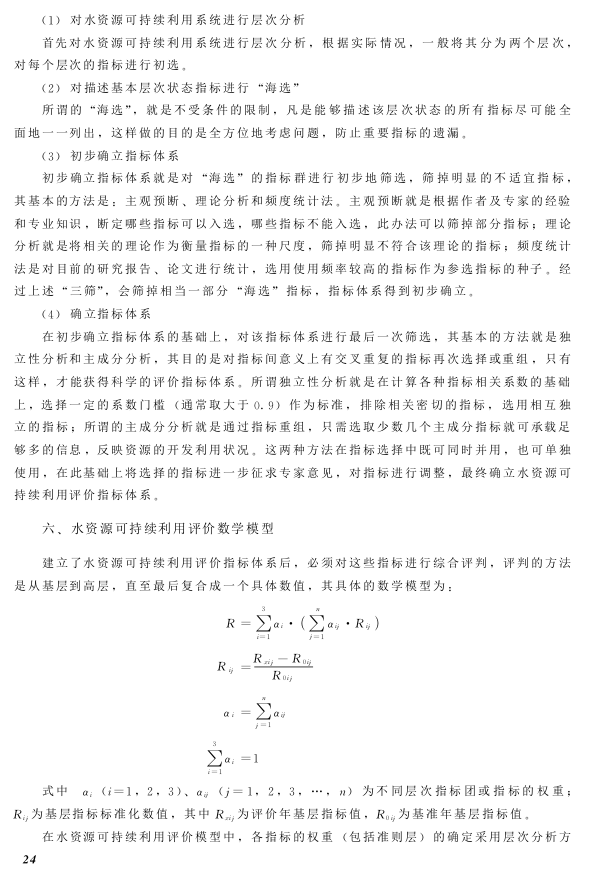 （1） 对水资源可持续利用系统进行层次分析
首先对水资源可持续利用系统进行层次分析，根据实际情况，一般将其分为两个层次，
对每个层次的指标进行初选。
（2） 对描述基本层次状态指标进行“海选”
所谓的“海选”，就是不受条件的限制，凡是能够描述该层次状态的所有指标尽可能全
面地一一列出，这样做的目的是全方位地考虑问题，防止重要指标的遗漏。
（3） 初步确立指标体系
初步确立指标体系就是对“海选”的指标群进行初步地筛选，筛掉明显的不适宜指标，
其基本的方法是：主观预断、理论分析和频度统计法。主观预断就是根据作者及专家的经验
和专业知识，断定哪些指标可以入选，哪些指标不能入选，此办法可以筛掉部分指标；理论
分析就是将相关的理论作为衡量指标的一种尺度，筛掉明显不符合该理论的指标；频度统计
法是对目前的研究报告、论文进行统计，选用使用频率较高的指标作为参选指标的种子。经
过上述“三筛”，会筛掉相当一部分“海选”指标，指标体系得到初步确立。
（4） 确立指标体系
在初步确立指标体系的基础上，对该指标体系进行最后一次筛选，其基本的方法就是独
立性分析和主成分分析，其目的是对指标间意义上有交叉重复的指标再次选择或重组，只有
这样，才能获得科学的评价指标体系。所谓独立性分析就是在计算各种指标相关系数的基础
上，选择一定的系数门槛（通常取大于 0.9）作为标准，排除相关密切的指标，选用相互独
立的指标；所谓的主成分分析就是通过指标重组，只需选取少数几个主成分指标就可承载足
够多的信息，反映资源的开发利用状况。这两种方法在指标选择中既可同时并用，也可单独
使用，在此基础上将选择的指标进一步征求专家意见，对指标进行调整，最终确立水资源可
持续利用评价指标体系。
六、水资源可持续利用评价数学模型
建立了水资源可持续利用评价指标体系后，必须对这些指标进行综合评判，评判的方法
是从基层到高层，直至最后复合成一个具体数值，其具体的数学模型为：
R = ∑_{i=1}^{3} α_i · ( ∑_{j=1}^{n} α_{ij} · R_{ij} )
R_{ij} = (R_{xij} − R_{0ij}) / R_{0ij}
α_i = ∑_{j=1}^{n} α_{ij}
∑_{i=1}^{3} α_i = 1
式中 α_i（i=1，2，3）、α_{ij}（j=1，2，3，…，n）为不同层次指标团或指标的权重；
R_{ij}为基层指标标准化数值，其中 R_{xij}为评价年基层指标值，R_{0ij}为基准年基层指标值。
在水资源可持续利用评价模型中，各指标的权重（包括准则层）的确定采用层次分析方
24